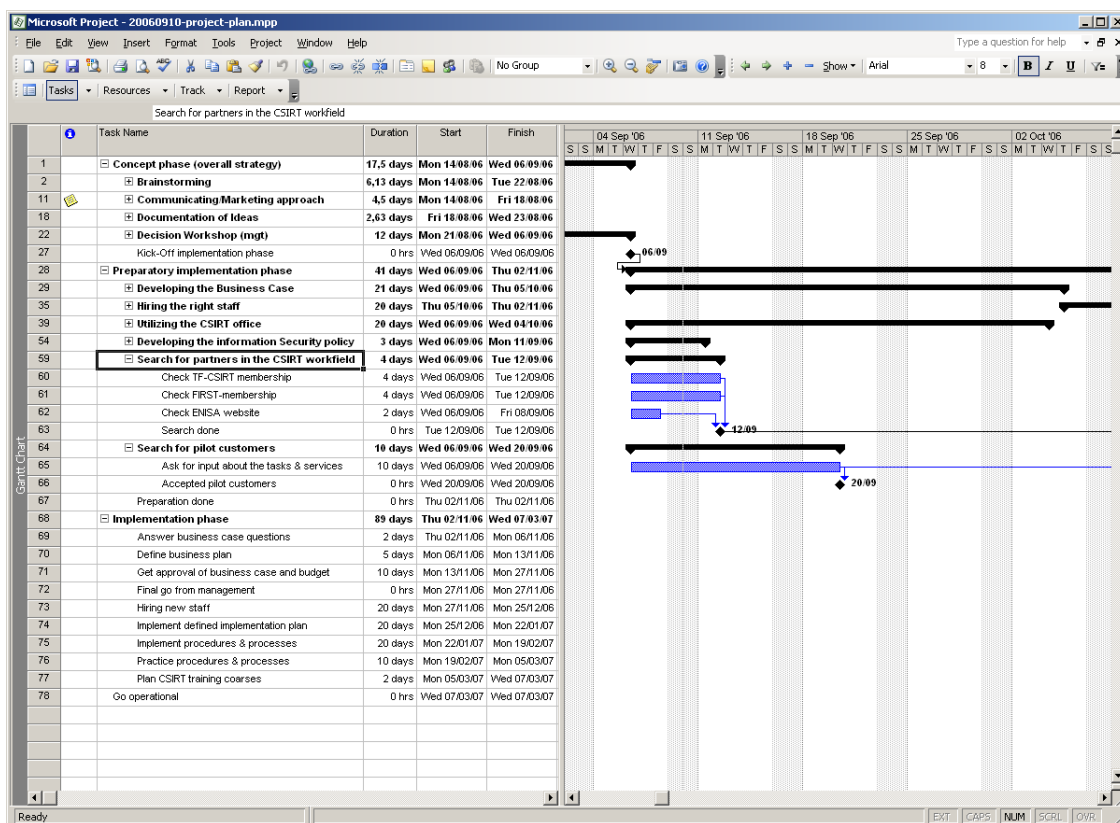 Microsoft Project - 20060910-project-plan.mpp
File Edit View Insert Format Tools Project Window Help Type a question for help
No Group Show Arial 8 B I U
Tasks Resources Track Report
Search for partners in the CSIRT workfield
Task Name Duration Start Finish 04 Sep '06 11 Sep '06 18 Sep '06 25 Sep '06 02 Oct '06
S S M T W T F S S M T W T F S S M T W T F S S M T W T F S S M T W T F S S
1 Concept phase (overall strategy) 17,5 days Mon 14/08/06 Wed 06/09/06
2 Brainstorming 6,13 days Mon 14/08/06 Tue 22/08/06
11 Communicating/Marketing approach 4,5 days Mon 14/08/06 Fri 18/08/06
18 Documentation of Ideas 2,63 days Fri 18/08/06 Wed 23/08/06
22 Decision Workshop (mgt) 12 days Mon 21/08/06 Wed 06/09/06
27 Kick-Off implementation phase 0 hrs Wed 06/09/06 Wed 06/09/06 06/09
28 Preparatory implementation phase 41 days Wed 06/09/06 Thu 02/11/06
29 Developing the Business Case 21 days Wed 06/09/06 Thu 05/10/06
35 Hiring the right staff 20 days Thu 05/10/06 Thu 02/11/06
39 Utilizing the CSIRT office 20 days Wed 06/09/06 Wed 04/10/06
54 Developing the information Security policy 3 days Wed 06/09/06 Mon 11/09/06
59 Search for partners in the CSIRT workfield 4 days Wed 06/09/06 Tue 12/09/06
60 Check TF-CSIRT membership 4 days Wed 06/09/06 Tue 12/09/06
61 Check FIRST-membership 4 days Wed 06/09/06 Tue 12/09/06
62 Check ENISA website 2 days Wed 06/09/06 Fri 08/09/06
63 Search done 0 hrs Tue 12/09/06 Tue 12/09/06 12/09
64 Search for pilot customers 10 days Wed 06/09/06 Wed 20/09/06
65 Ask for input about the tasks & services 10 days Wed 06/09/06 Wed 20/09/06
66 Accepted pilot customers 0 hrs Wed 20/09/06 Wed 20/09/06 20/09
67 Preparation done 0 hrs Thu 02/11/06 Thu 02/11/06
68 Implementation phase 89 days Thu 02/11/06 Wed 07/03/07
69 Answer business case questions 2 days Thu 02/11/06 Mon 06/11/06
70 Define business plan 5 days Mon 06/11/06 Mon 13/11/06
71 Get approval of business case and budget 10 days Mon 13/11/06 Mon 27/11/06
72 Final go from management 0 hrs Mon 27/11/06 Mon 27/11/06
73 Hiring new staff 20 days Mon 27/11/06 Mon 25/12/06
74 Implement defined implementation plan 20 days Mon 25/12/06 Mon 22/01/07
75 Implement procedures & processes 20 days Mon 22/01/07 Mon 19/02/07
76 Practice procedures & processes 10 days Mon 19/02/07 Mon 05/03/07
77 Plan CSIRT training coarses 2 days Mon 05/03/07 Wed 07/03/07
78 Go operational 0 hrs Wed 07/03/07 Wed 07/03/07
Gantt Chart
Ready EXT CAPS NUM SCRL OVR